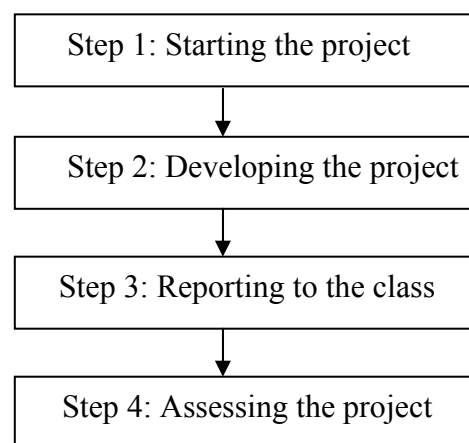 Step 1: Starting the project
Step 2: Developing the project
Step 3: Reporting to the class
Step 4: Assessing the project